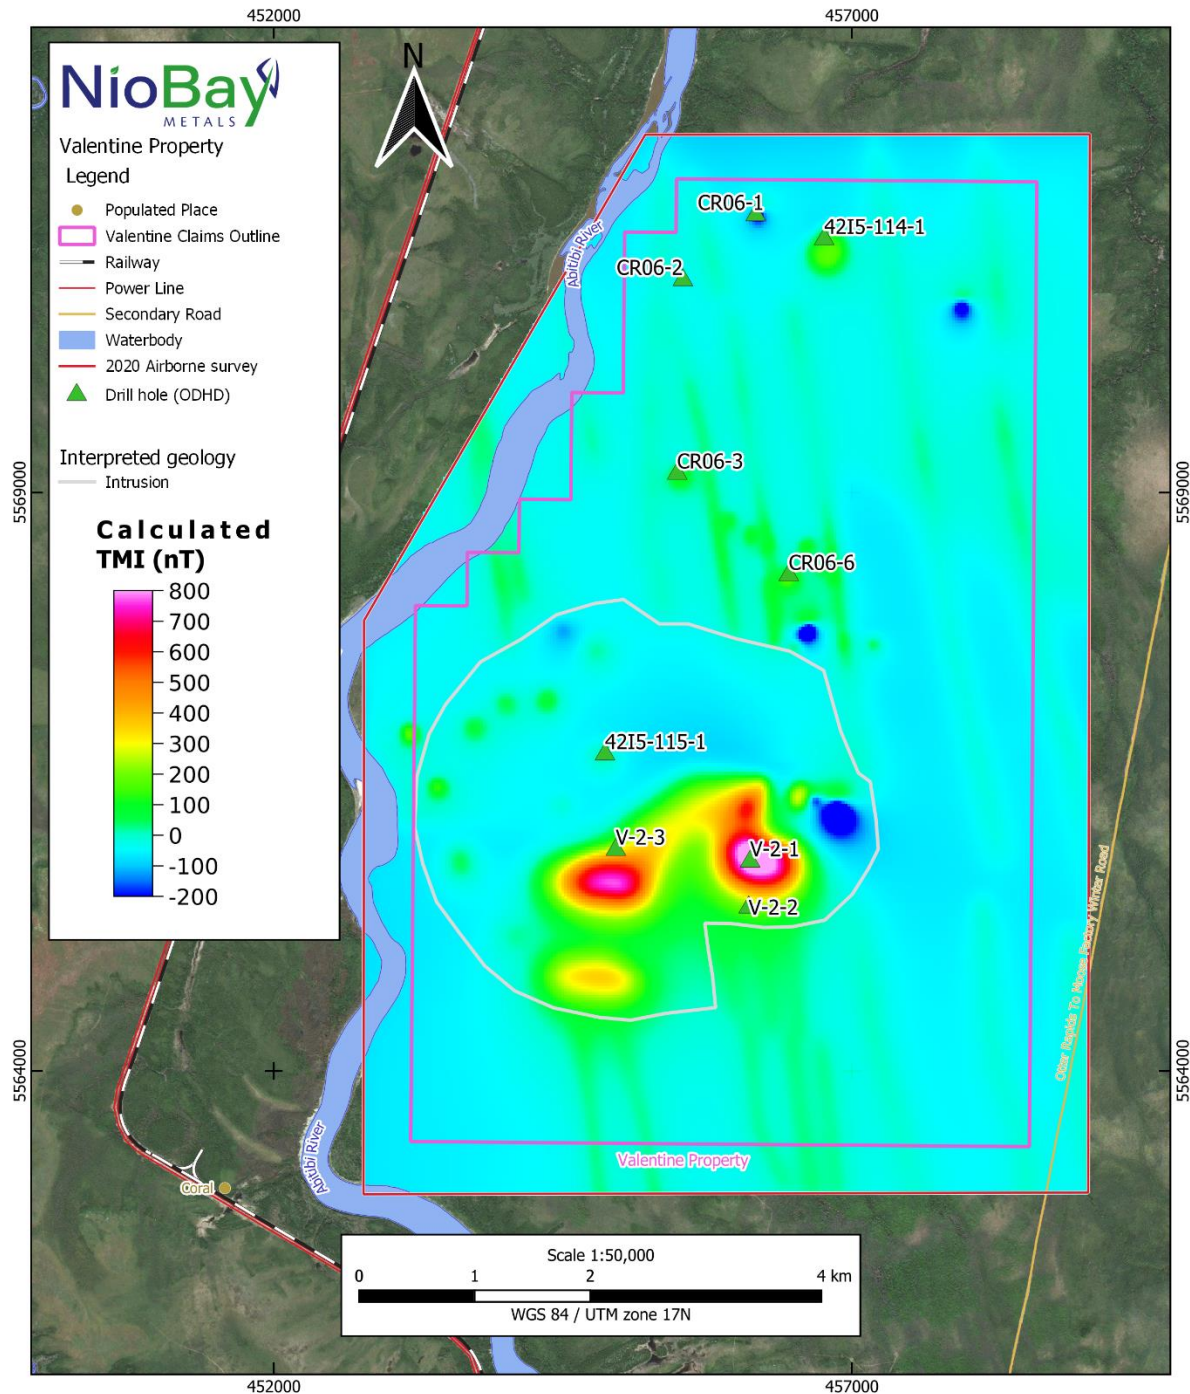 452000
457000
NioBay
METALS
Valentine Property
Legend
Populated Place
Valentine Claims Outline
Railway
Power Line
Secondary Road
Waterbody
2020 Airborne survey
Drill hole (ODHD)
Interpreted geology
Intrusion
Calculated
TMI (nT)
800
700
600
500
400
300
200
100
0
-100
-200
N
Abitibi River
CR06-1
42I5-114-1
CR06-2
CR06-3
CR06-6
42I5-115-1
V-2-3
V-2-1
V-2-2
5569000
5569000
5564000
5564000
Otter Rapids To Moose Factory Winter Road
Valentine Property
Coral
Abitibi River
Scale 1:50,000
0 1 2 4 km
WGS 84 / UTM zone 17N
452000
457000